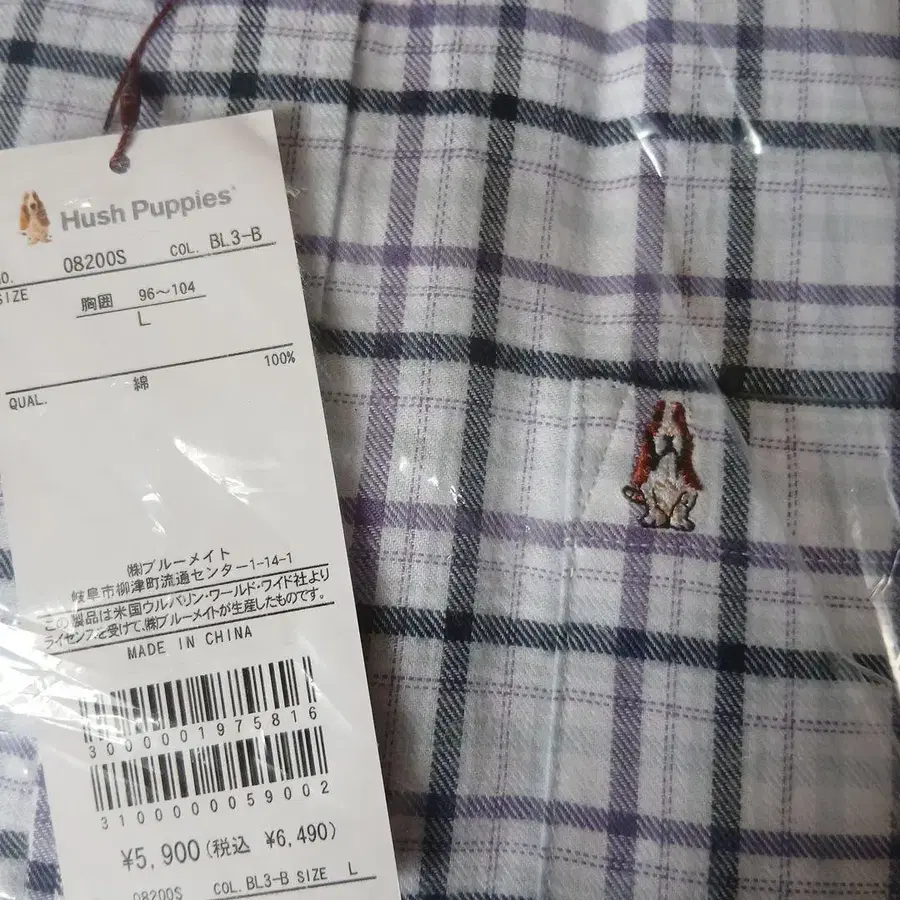 Hush Puppies
NO. 08200S COL. BL3-B
SIZE 胸囲 96～104
L
100%
QUAL. 綿
㈱ブルーメイト
岐阜市柳津町流通センター1-14-1
この製品は米国ウルバリン・ワールド・ワイド社より
ライセンスを受けて、㈱ブルーメイトが生産したものです。
MADE IN CHINA
3000001975816
3100000059002
¥5,900(税込 ¥6,490)
08200S COL. BL3-B SIZE L